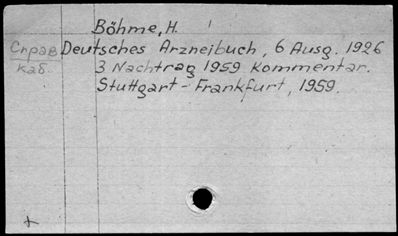 Böhme, H.
Справ Deutsches Arzneibuch, 6 Ausg. 1926
каб. 3 Nachtrag 1959 Kommentar.
Stuttgart - Frankfurt, 1959.